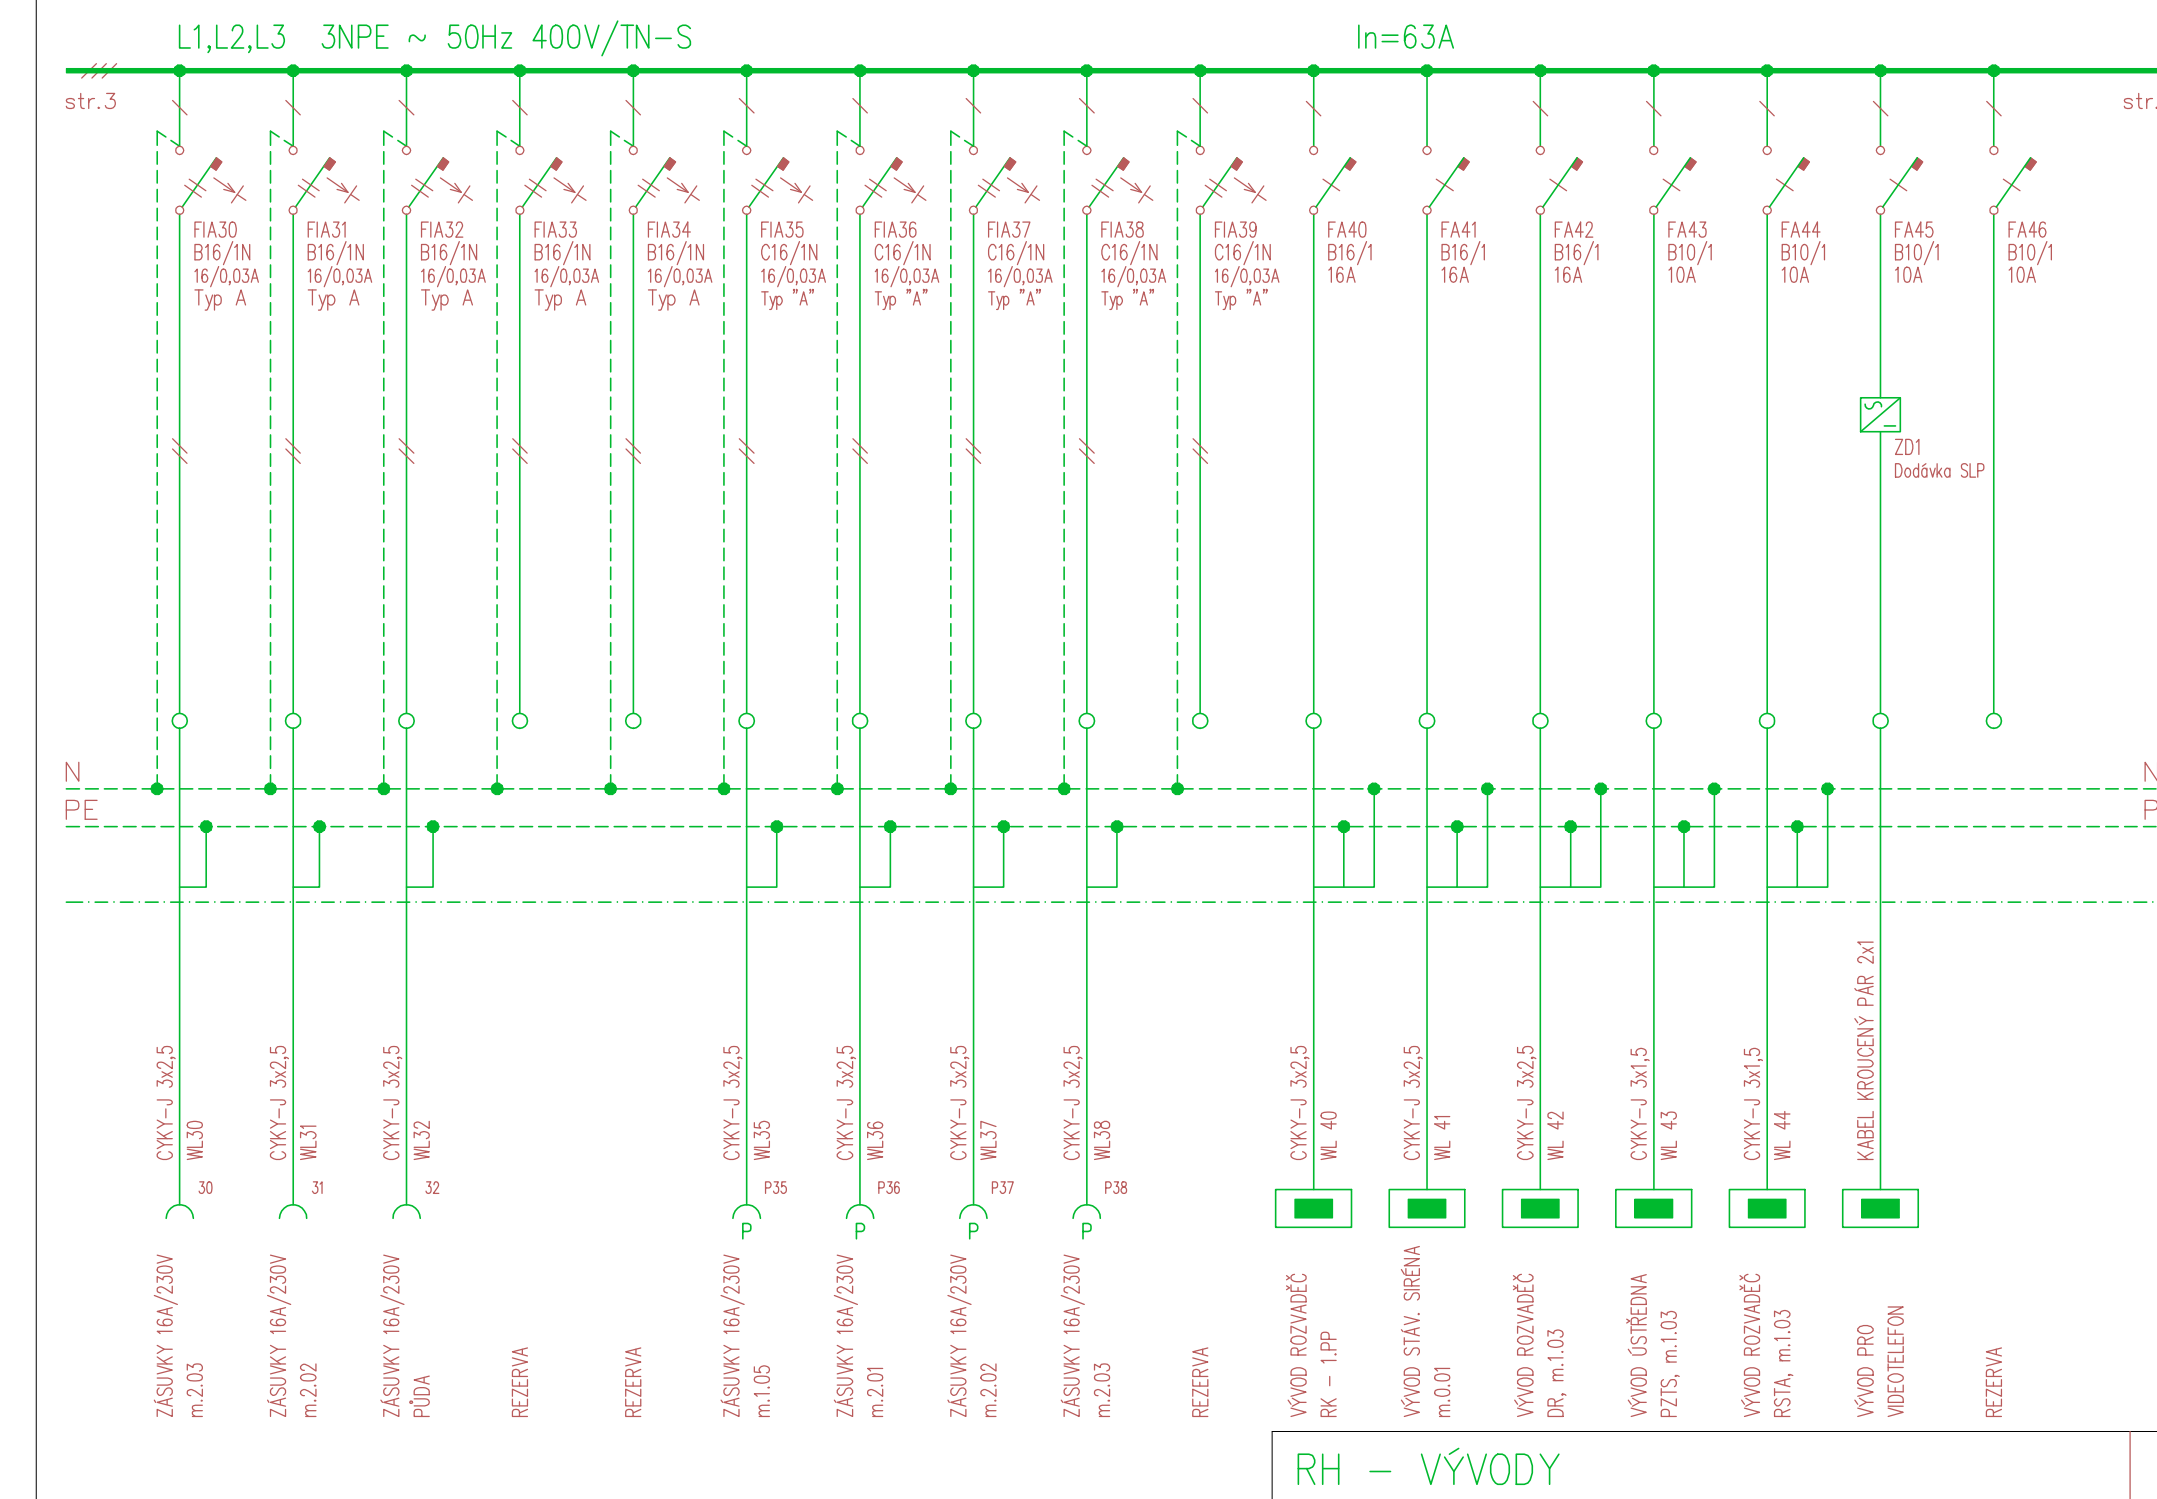 L1,L2,L3 3NPE ~ 50Hz 400V/TN-S
In=63A
str.3
str.
FIA30
B16/1N
16/0,03A
Typ A
FIA31
B16/1N
16/0,03A
Typ A
FIA32
B16/1N
16/0,03A
Typ A
FIA33
B16/1N
16/0,03A
Typ A
FIA34
B16/1N
16/0,03A
Typ A
FIA35
C16/1N
16/0,03A
Typ "A"
FIA36
C16/1N
16/0,03A
Typ "A"
FIA37
C16/1N
16/0,03A
Typ "A"
FIA38
C16/1N
16/0,03A
Typ "A"
FIA39
C16/1N
16/0,03A
Typ "A"
FA40
B16/1
16A
FA41
B16/1
16A
FA42
B16/1
16A
FA43
B10/1
10A
FA44
B10/1
10A
FA45
B10/1
10A
FA46
B10/1
10A
ZD1
Dodávka SLP
N
PE
N
P
CYKY-J 3x2,5
WL30
CYKY-J 3x2,5
WL31
CYKY-J 3x2,5
WL32
CYKY-J 3x2,5
WL35
CYKY-J 3x2,5
WL36
CYKY-J 3x2,5
WL37
CYKY-J 3x2,5
WL38
CYKY-J 3x2,5
WL 40
CYKY-J 3x2,5
WL 41
CYKY-J 3x2,5
WL 42
CYKY-J 3x1,5
WL 43
CYKY-J 3x1,5
WL 44
KABEL KROUCENÝ PÁR 2x1
30
31
32
P35
P36
P37
P38
P
P
P
P
ZÁSUVKY 16A/230V
m.2.03
ZÁSUVKY 16A/230V
m.2.02
ZÁSUVKY 16A/230V
PŮDA
REZERVA
REZERVA
ZÁSUVKY 16A/230V
m.1.05
ZÁSUVKY 16A/230V
m.2.01
ZÁSUVKY 16A/230V
m.2.02
ZÁSUVKY 16A/230V
m.2.03
REZERVA
VÝVOD ROZVADĚČ
RK - 1.PP
VÝVOD STÁV. SIRÉNA
m.0.01
VÝVOD ROZVADĚČ
DR, m.1.03
VÝVOD ÚSTŘEDNA
PZTS, m.1.03
VÝVOD ROZVADĚČ
RSTA, m.1.03
VÝVOD PRO
VIDEOTELEFON
REZERVA
RH - VÝVODY